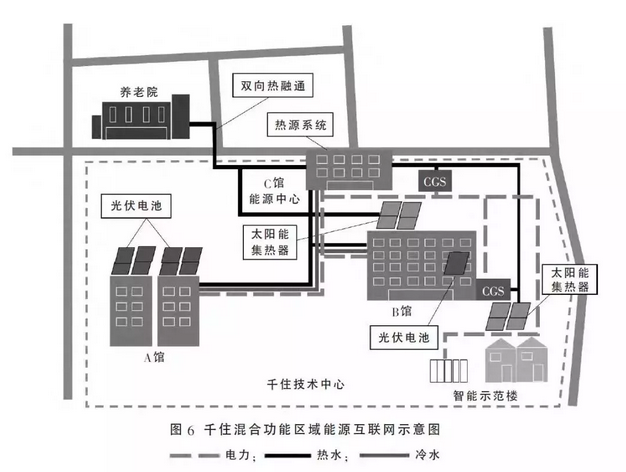 养老院
双向热融通
热源系统
C馆
能源中心
CGS
光伏电池
太阳能
集热器
太阳能
集热器
CGS
B馆
光伏电池
A馆
千住技术中心
智能示范楼
图 6 千住混合功能区域能源互联网示意图
电力; 热水; 冷水